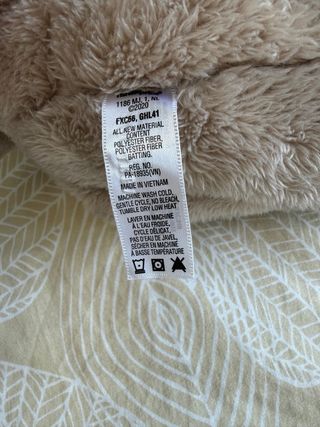 1186 MJ, 1, NL
©2020
FXC66, GHL41
ALL NEW MATERIAL
CONTENT
POLYESTER FIBER,
POLYESTER FIBER
BATTING.
REG. NO.
PA-18935(VN)
MADE IN VIETNAM
MACHINE WASH COLD,
GENTLE CYCLE, NO BLEACH,
TUMBLE DRY LOW HEAT
LAVER EN MACHINE
À L'EAU FROIDE,
CYCLE DÉLICAT,
PAS D'EAU DE JAVEL,
SÉCHER EN MACHINE
À BASSE TEMPÉRATURE